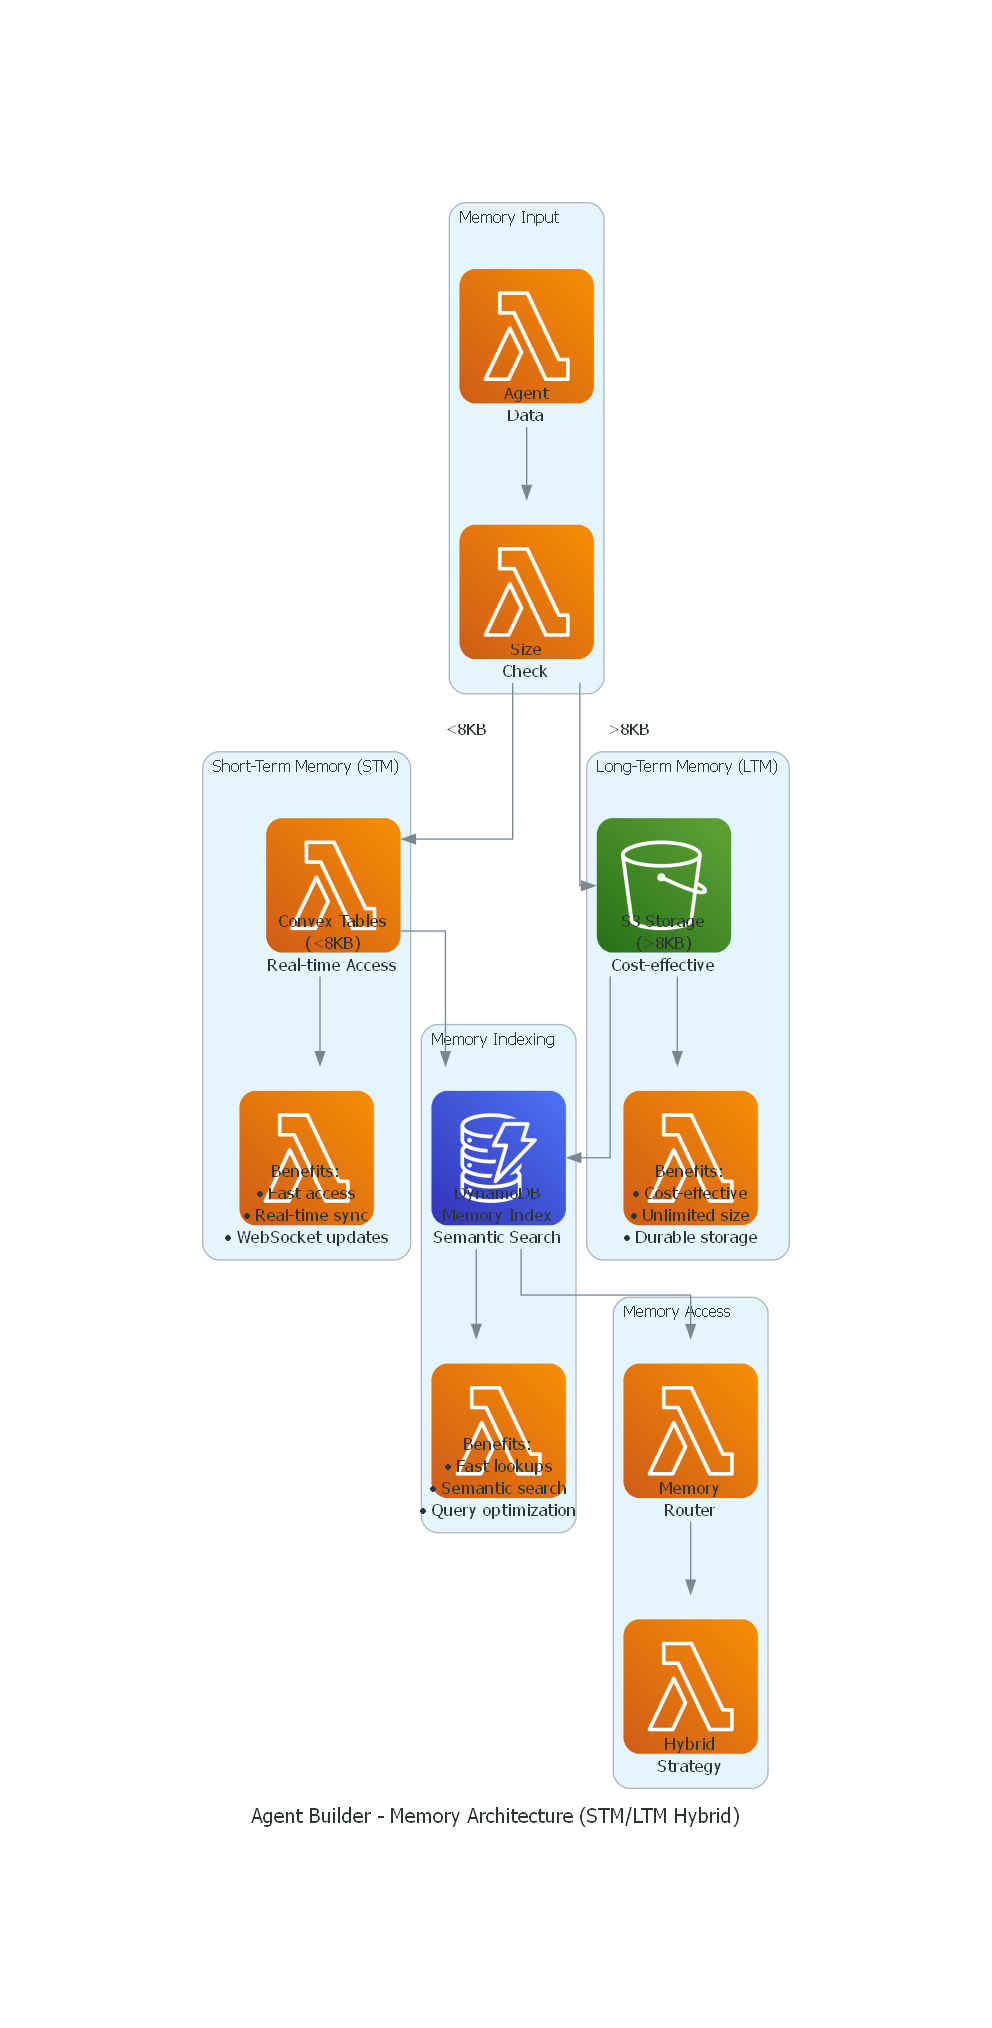 Memory Input
Agent
Data
Size
Check
<8KB
>8KB
Short-Term Memory (STM)
Convex Tables
(<8KB)
Real-time Access
Benefits:
• Fast access
• Real-time sync
• WebSocket updates
Long-Term Memory (LTM)
S3 Storage
(>8KB)
Cost-effective
Benefits:
• Cost-effective
• Unlimited size
• Durable storage
Memory Indexing
DynamoDB
Memory Index
Semantic Search
Benefits:
• Fast lookups
• Semantic search
• Query optimization
Memory Access
Memory
Router
Hybrid
Strategy
Agent Builder - Memory Architecture (STM/LTM Hybrid)